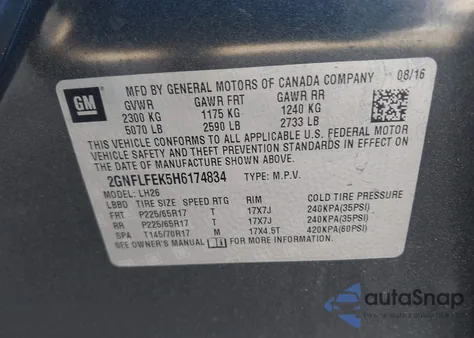 GM
MFD BY GENERAL MOTORS OF CANADA COMPANY 08/16
GVWR GAWR FRT GAWR RR
2300 KG 1175 KG 1240 KG
5070 LB 2590 LB 2733 LB
THIS VEHICLE CONFORMS TO ALL APPLICABLE U.S. FEDERAL MOTOR
VEHICLE SAFETY AND THEFT PREVENTION STANDARDS IN EFFECT ON
THE DATE OF MANUFACTURE SHOWN ABOVE.
2GNFLFEK5H6174834 TYPE: M.P.V.
MODEL: LH26
LBBD TIRE SIZE SPEED RTG RIM COLD TIRE PRESSURE
FRT P225/65R17 T 17X7J 240KPA(35PSI)
RR P225/65R17 T 17X7J 240KPA(35PSI)
SPA T145/70R17 M 17X4.5T 420KPA(60PSI)
SEE OWNER'S MANUAL FOR MORE INFORMATION.
autoSnap